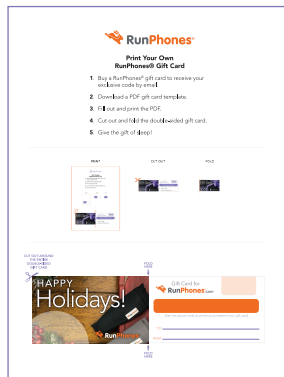 RunPhones®
Print Your Own
RunPhones® Gift Card
1. Buy a RunPhones® gift card to receive your
exclusive code by email.
2. Download a PDF gift card template.
3. Fill out and print the PDF.
4. Cut out and fold the double-sided gift card.
5. Give the gift of sleep!
PRINT
CUT OUT
FOLD
CUT OUT AROUND
THE ENTIRE
DOUBLE-SIDED
GIFT CARD
FOLD
HERE
HAPPY
Holidays!
Gift Card for
RunPhones.com
FOLD
HERE